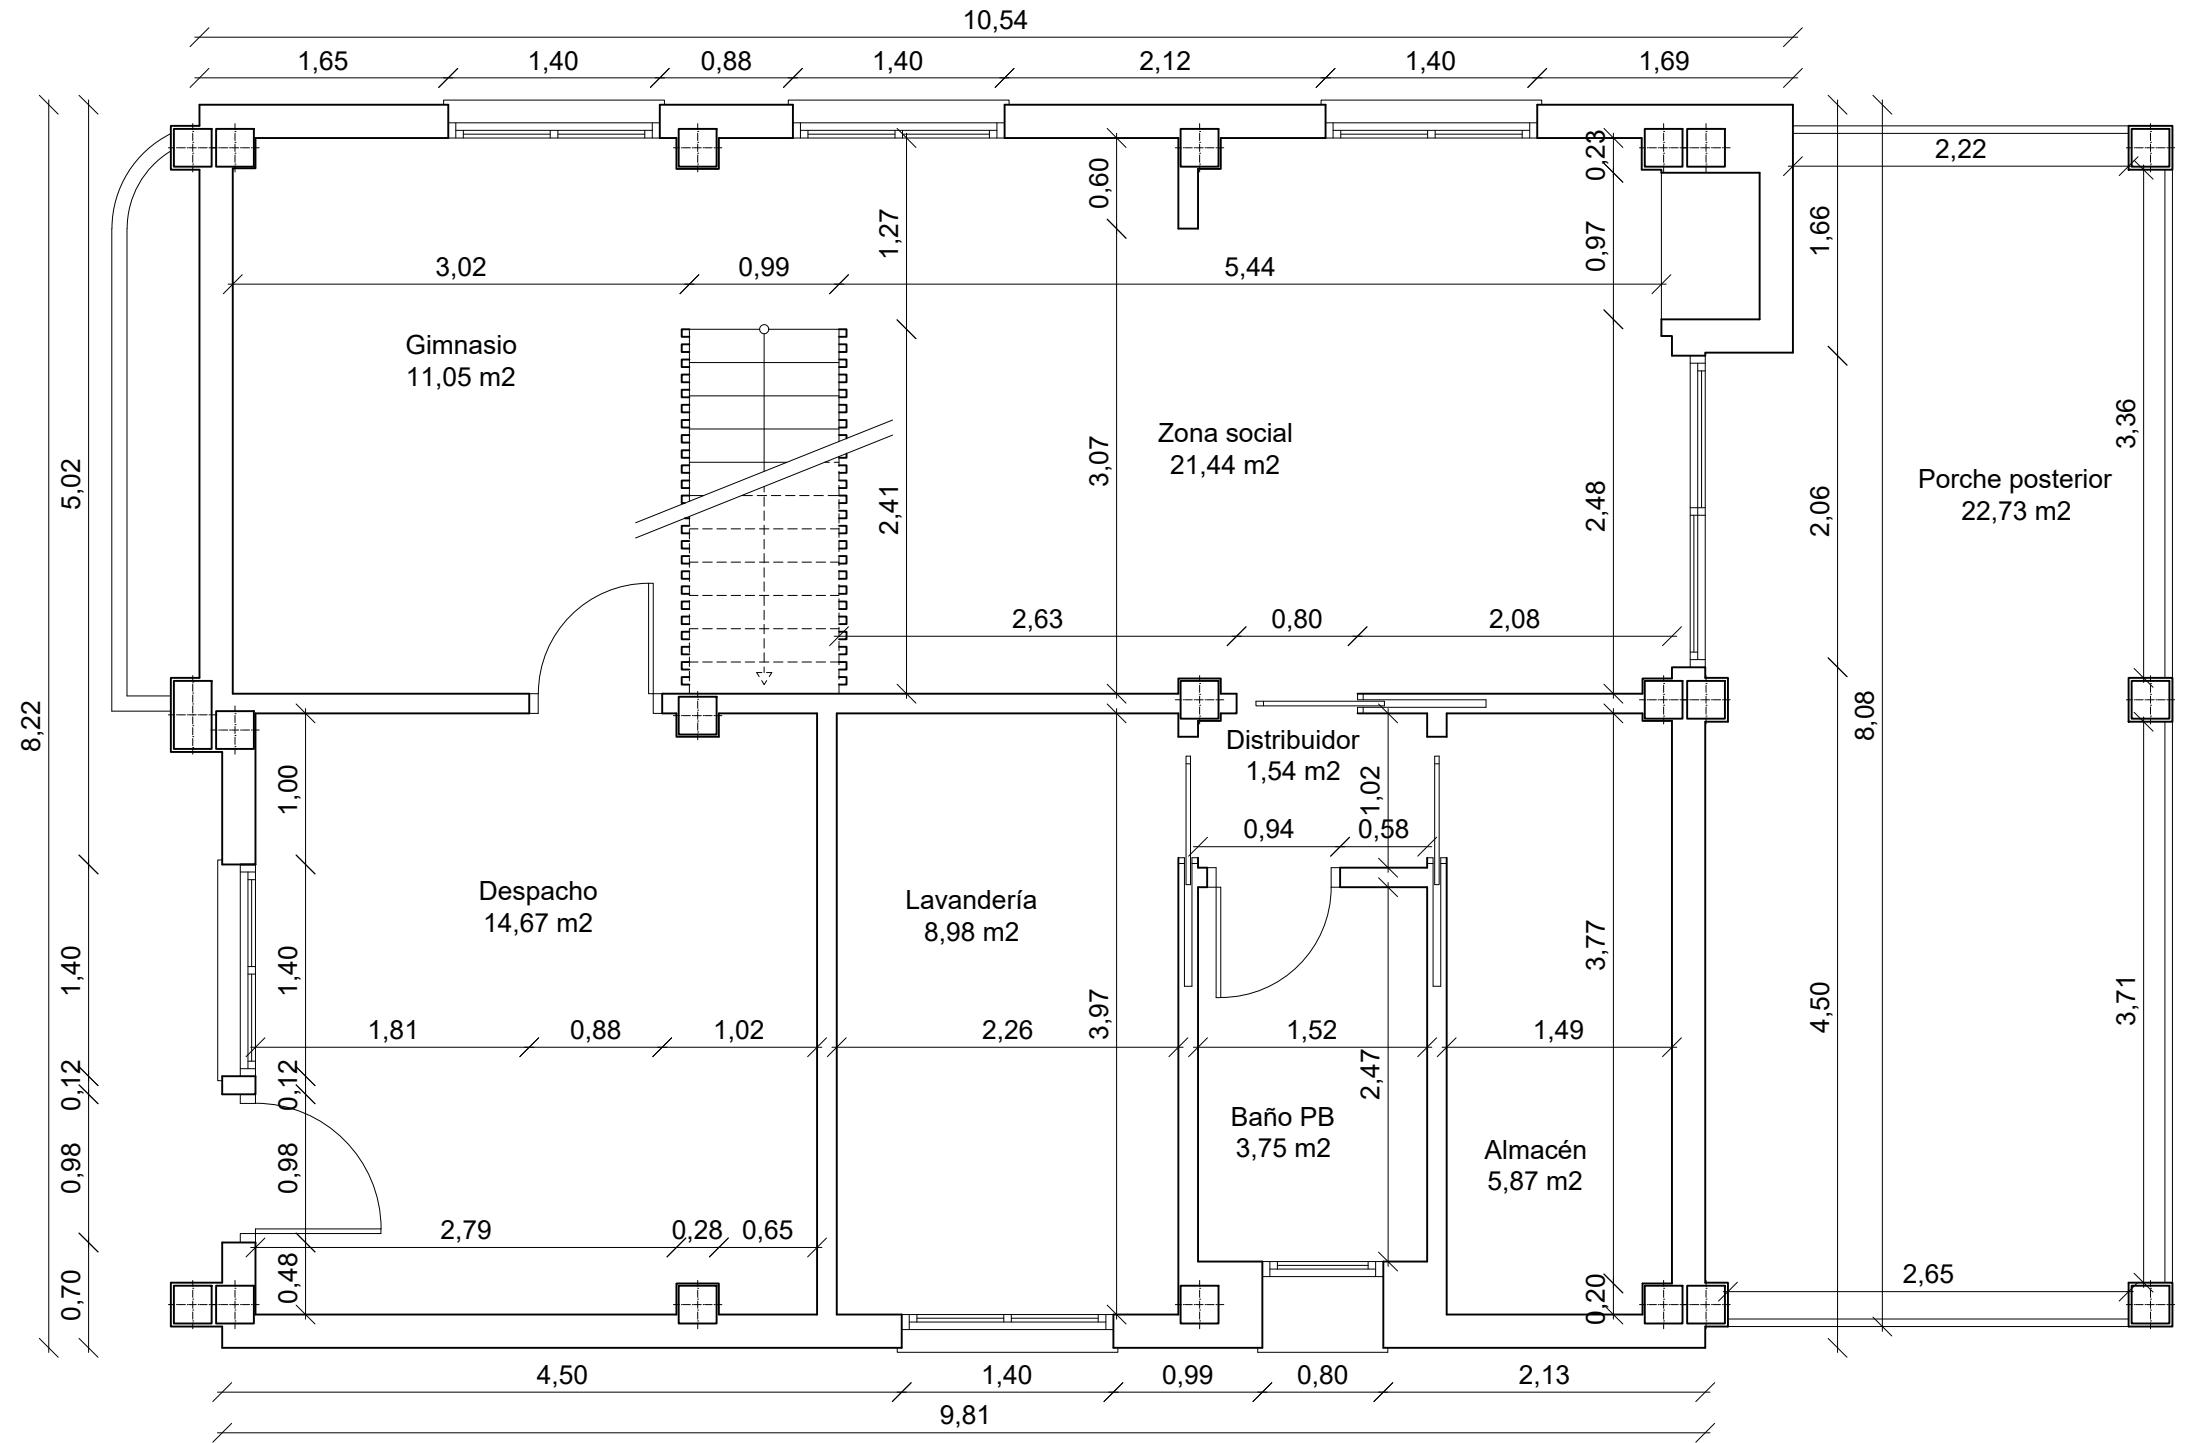 10,54
1,65 1,40 0,88 1,40 2,12 1,40 1,69
0,23
2,22
0,60
1,27
1,66
0,97
3,02 0,99 5,44
Gimnasio
11,05 m2
Zona social
21,44 m2
3,36
5,02
3,07
2,41
2,48
2,06
Porche posterior
22,73 m2
2,63 0,80 2,08
8,22
8,08
Distribuidor
1,54 m2
1,00
1,02
0,94 0,58
Despacho
14,67 m2
Lavandería
8,98 m2
3,77
1,40
1,40
3,97
4,50
3,71
1,81 0,88 1,02 2,26 1,52 1,49
0,12
0,12
2,47
Baño PB
3,75 m2
Almacén
5,87 m2
0,98
0,98
2,79 0,28 0,65
0,70
0,48
0,20
2,65
4,50 1,40 0,99 0,80 2,13
9,81